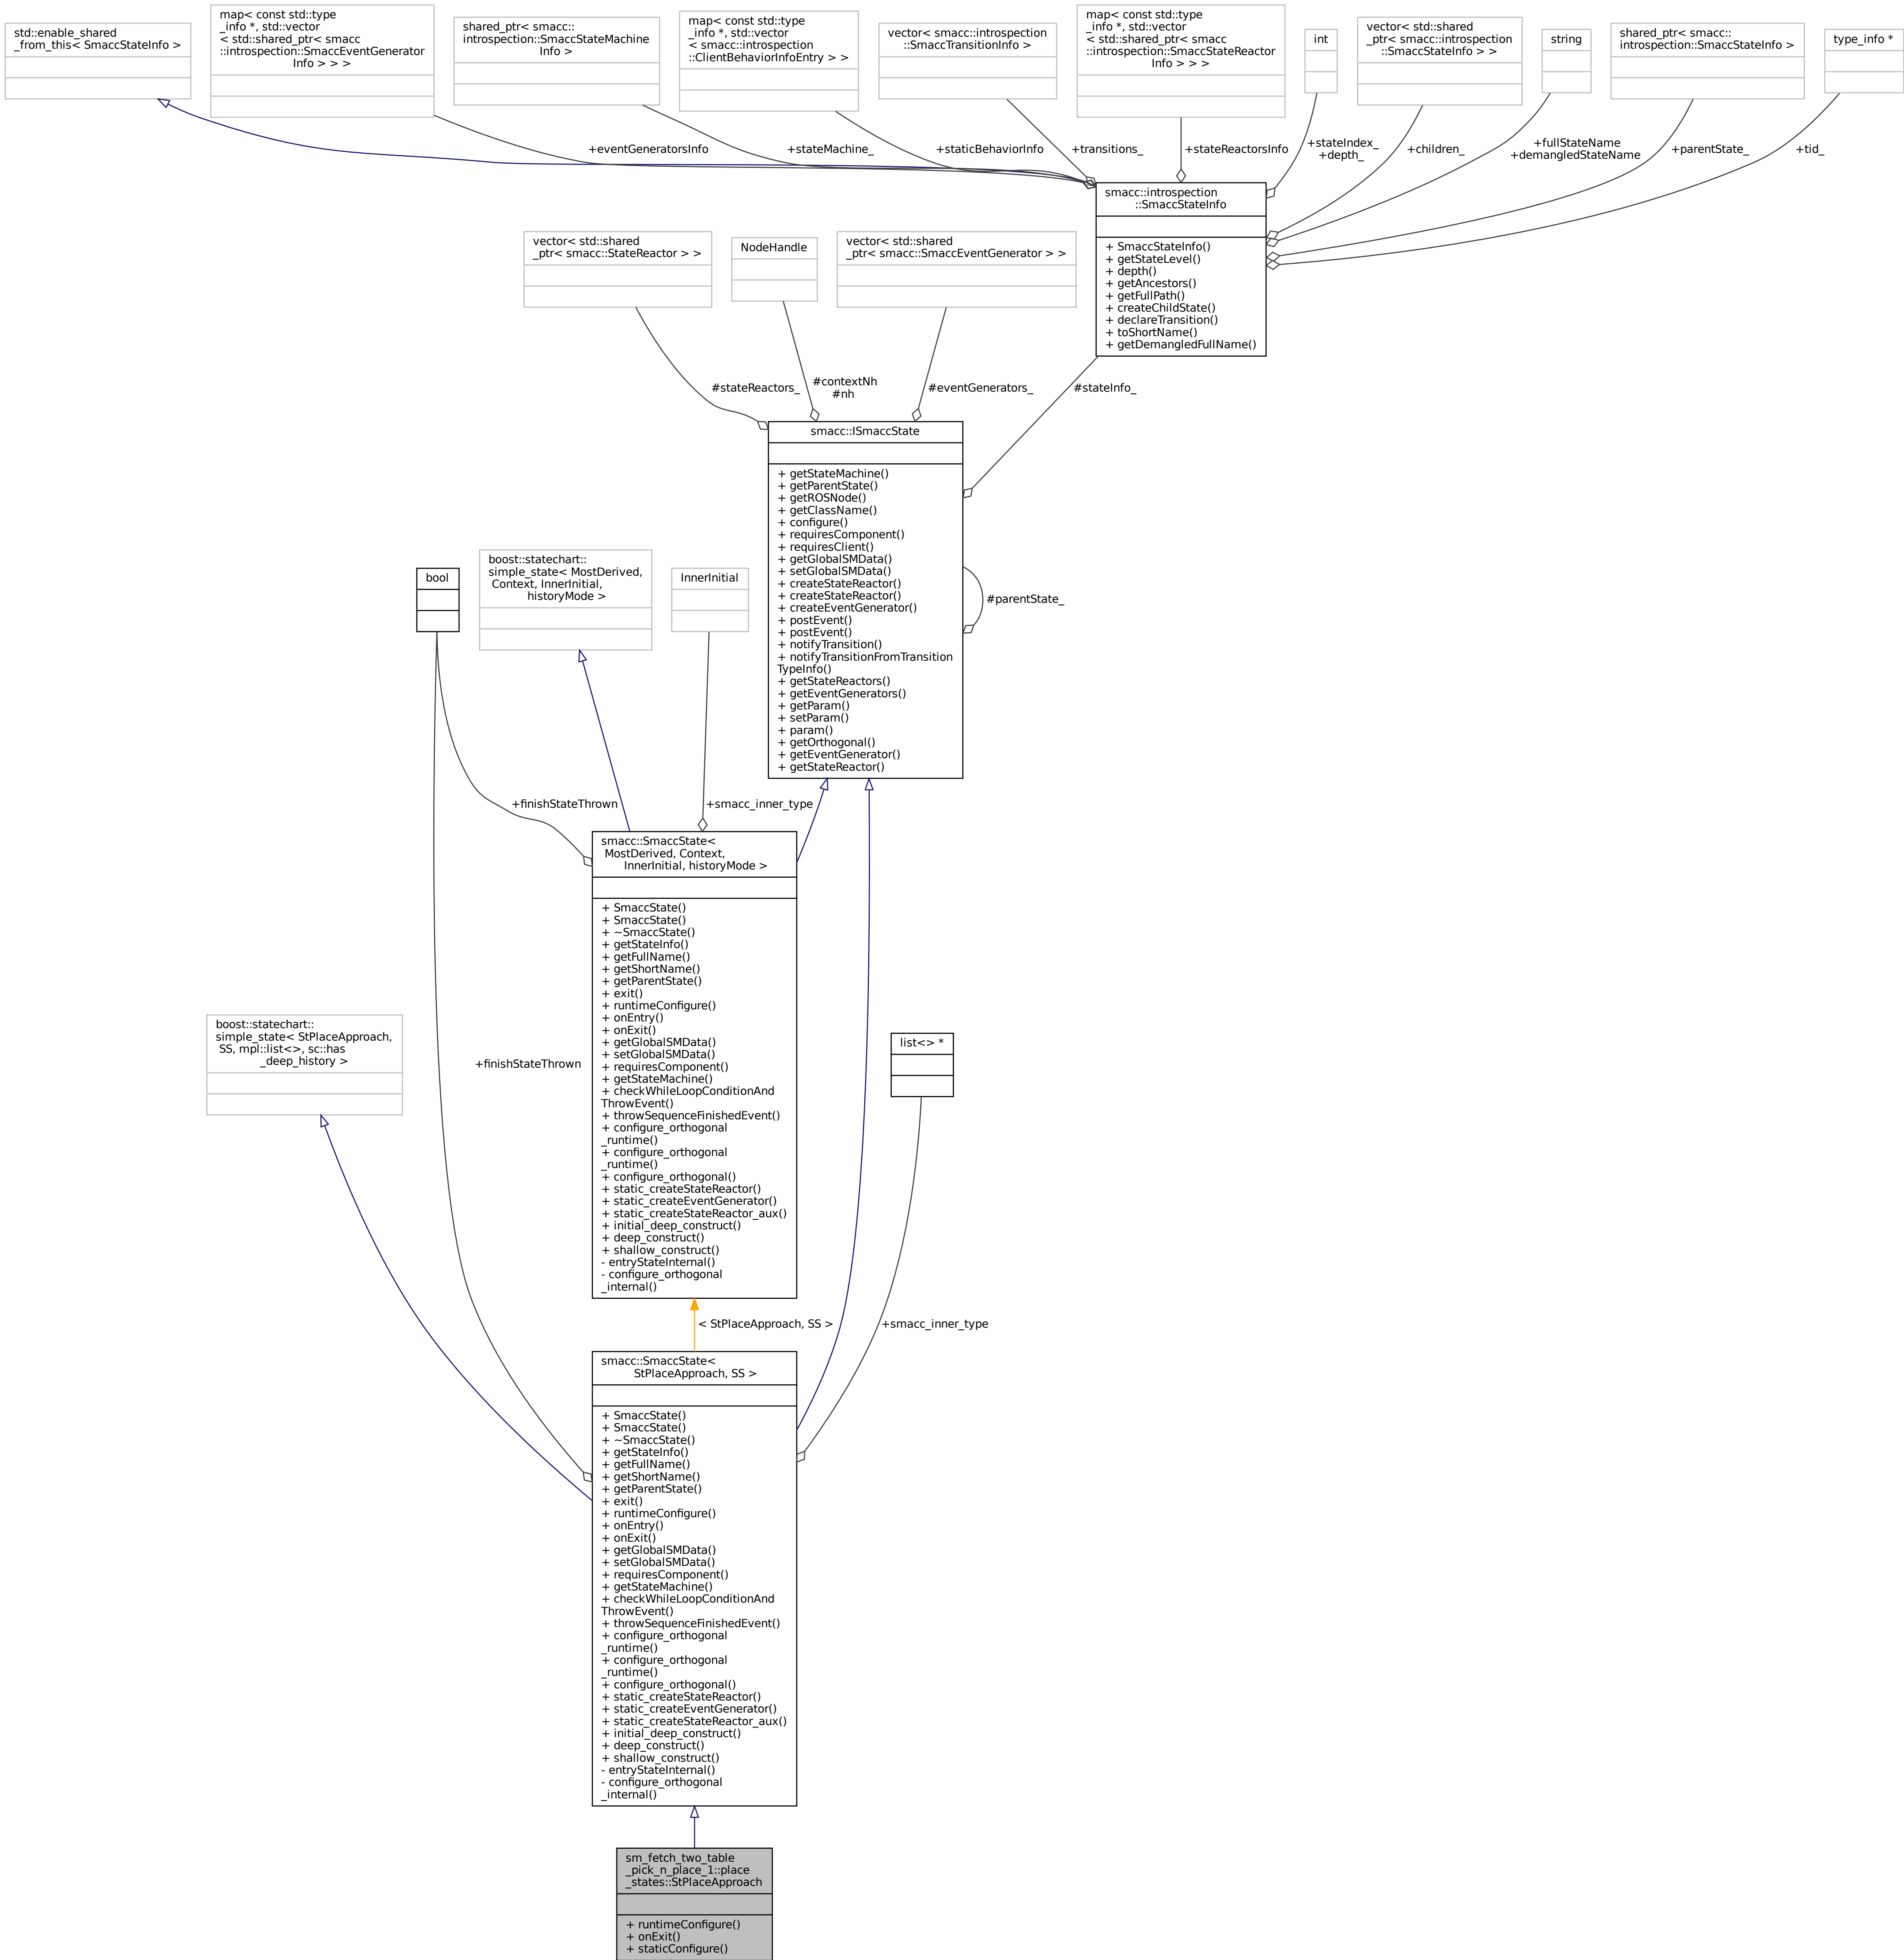 std::enable_shared
_from_this< SmaccStateInfo >
map< const std::type
_info *, std::vector
< std::shared_ptr< smacc
::introspection::SmaccEventGenerator
Info > > >
shared_ptr< smacc::
introspection::SmaccStateMachine
Info >
map< const std::type
_info *, std::vector
< smacc::introspection
::ClientBehaviorInfoEntry > >
vector< smacc::introspection
::SmaccTransitionInfo >
map< const std::type
_info *, std::vector
< std::shared_ptr< smacc
::introspection::SmaccStateReactor
Info > > >
int
vector< std::shared
_ptr< smacc::introspection
::SmaccStateInfo > >
string
shared_ptr< smacc::
introspection::SmaccStateInfo >
type_info *
+eventGeneratorsInfo
+stateMachine_
+staticBehaviorInfo
+transitions_
+stateReactorsInfo
+stateIndex_
+depth_
+children_
+fullStateName
+demangledStateName
+parentState_
+tid_
smacc::introspection
::SmaccStateInfo
+ SmaccStateInfo()
+ getStateLevel()
+ depth()
+ getAncestors()
+ getFullPath()
+ createChildState()
+ declareTransition()
+ toShortName()
+ getDemangledFullName()
vector< std::shared
_ptr< smacc::StateReactor > >
NodeHandle
vector< std::shared
_ptr< smacc::SmaccEventGenerator > >
#stateReactors_
#contextNh
#nh
#eventGenerators_
#stateInfo_
smacc::ISmaccState
+ getStateMachine()
+ getParentState()
+ getROSNode()
+ getClassName()
+ configure()
+ requiresComponent()
+ requiresClient()
+ getGlobalSMData()
+ setGlobalSMData()
+ createStateReactor()
+ createStateReactor()
+ createEventGenerator()
+ postEvent()
+ postEvent()
+ notifyTransition()
+ notifyTransitionFromTransition
TypeInfo()
+ getStateReactors()
+ getEventGenerators()
+ getParam()
+ setParam()
+ param()
+ getOrthogonal()
+ getEventGenerator()
+ getStateReactor()
#parentState_
bool
boost::statechart::
simple_state< MostDerived,
Context, InnerInitial,
historyMode >
InnerInitial
+finishStateThrown
+smacc_inner_type
smacc::SmaccState<
MostDerived, Context,
InnerInitial, historyMode >
+ SmaccState()
+ SmaccState()
+ ~SmaccState()
+ getStateInfo()
+ getFullName()
+ getShortName()
+ getParentState()
+ exit()
+ runtimeConfigure()
+ onEntry()
+ onExit()
+ getGlobalSMData()
+ setGlobalSMData()
+ requiresComponent()
+ getStateMachine()
+ checkWhileLoopConditionAnd
ThrowEvent()
+ throwSequenceFinishedEvent()
+ configure_orthogonal
_runtime()
+ configure_orthogonal
_runtime()
+ configure_orthogonal()
+ static_createStateReactor()
+ static_createEventGenerator()
+ static_createStateReactor_aux()
+ initial_deep_construct()
+ deep_construct()
+ shallow_construct()
- entryStateInternal()
- configure_orthogonal
_internal()
boost::statechart::
simple_state< StPlaceApproach,
SS, mpl::list<>, sc::has
_deep_history >
+finishStateThrown
list<> *
< StPlaceApproach, SS >
+smacc_inner_type
smacc::SmaccState<
StPlaceApproach, SS >
+ SmaccState()
+ SmaccState()
+ ~SmaccState()
+ getStateInfo()
+ getFullName()
+ getShortName()
+ getParentState()
+ exit()
+ runtimeConfigure()
+ onEntry()
+ onExit()
+ getGlobalSMData()
+ setGlobalSMData()
+ requiresComponent()
+ getStateMachine()
+ checkWhileLoopConditionAnd
ThrowEvent()
+ throwSequenceFinishedEvent()
+ configure_orthogonal
_runtime()
+ configure_orthogonal
_runtime()
+ configure_orthogonal()
+ static_createStateReactor()
+ static_createEventGenerator()
+ static_createStateReactor_aux()
+ initial_deep_construct()
+ deep_construct()
+ shallow_construct()
- entryStateInternal()
- configure_orthogonal
_internal()
sm_fetch_two_table
_pick_n_place_1::place
_states::StPlaceApproach
+ runtimeConfigure()
+ onExit()
+ staticConfigure()